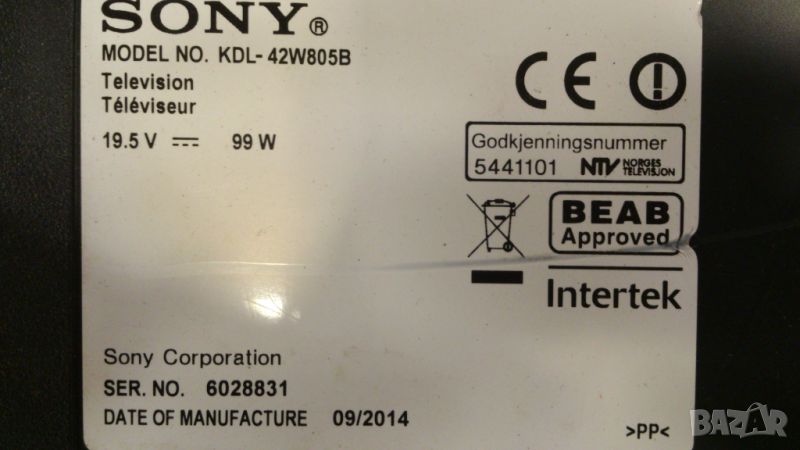 SONY®
MODEL NO. KDL- 42W805B
Television
Téléviseur
19.5 V ⎓ 99 W
CE
Godkjenningsnummer
5441101 NTV NORGES TELEVISJON
BEAB
Approved
Intertek
Sony Corporation
SER. NO. 6028831
DATE OF MANUFACTURE 09/2014
>PP<
BAZAR